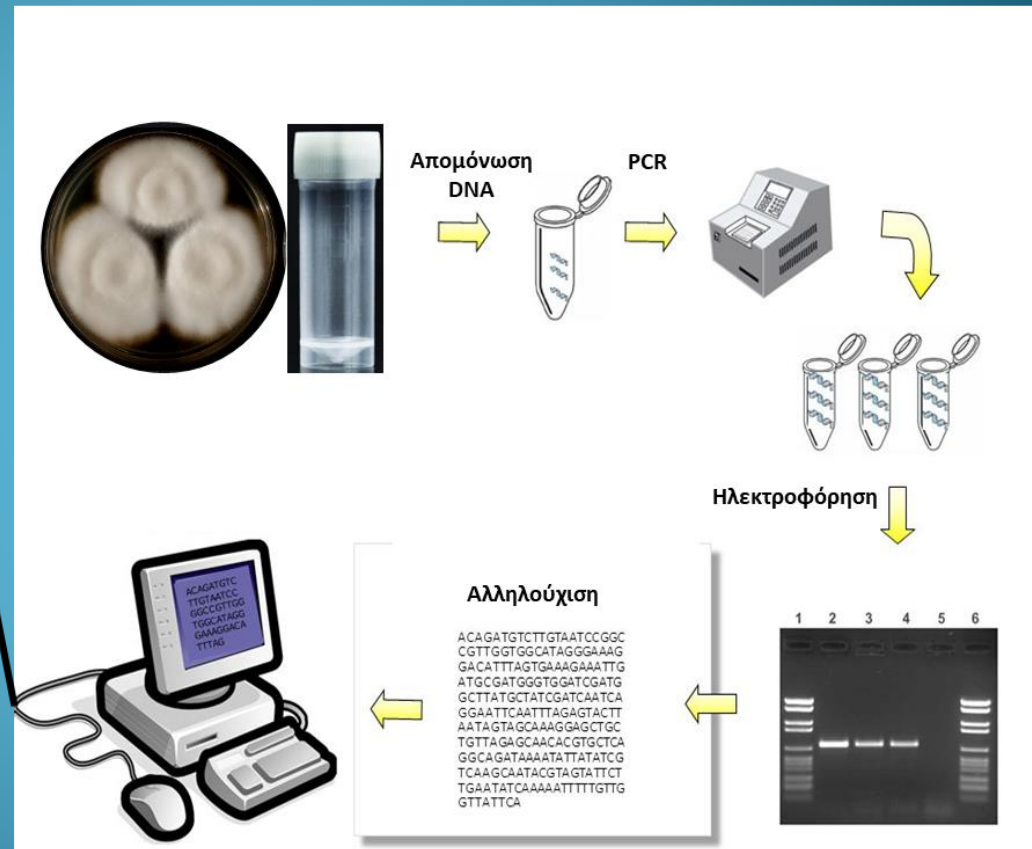 Απομόνωση
DNA
PCR
Ηλεκτροφόρηση
Αλληλούχιση
ACAGATGTCTTGTAATCCGGC
CGTTGGTGGCATAGGGAAAG
GACATTTAGTGAAAGAAATTG
ATGCGATGGGTGGATCGATG
GCTTATGCTATCGATCAATCA
GGAATTCAATTTAGAGTACTT
AATAGTAGCAAAGGAGCTGC
TGTTAGAGCAACACGTGCTCA
GGCAGATAAAATATTATATCG
TCAAGCAATACGTAGTATTCT
TGAATATCAAAAATTTTTGTTG
GTTATTCA
ACAGATGTC
TTGTAATCC
GGCCGTTGG
TGGCATAGG
GAAAGGACA
TTTAG
1 2 3 4 5 6